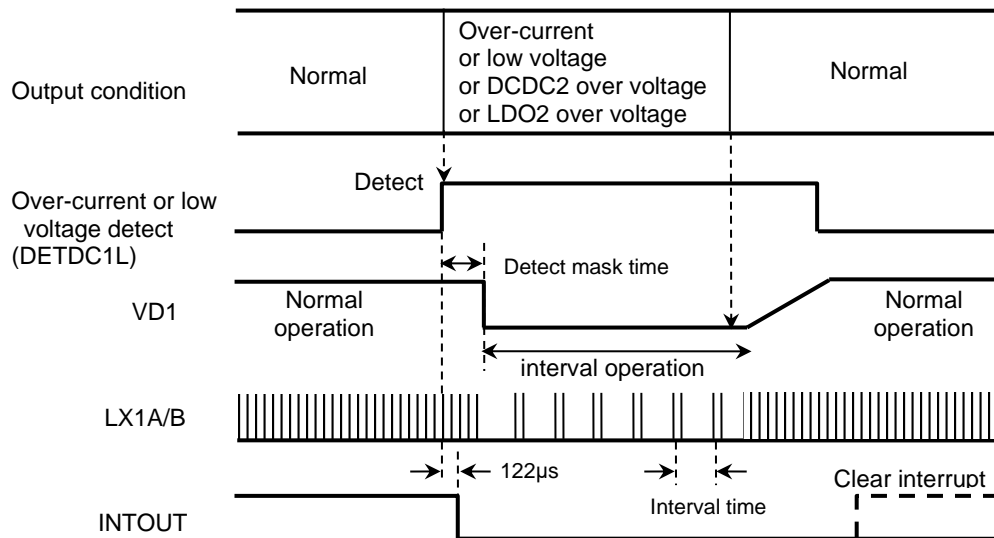 Output condition
Normal
Over-current
or low voltage
or DCDC2 over voltage
or LDO2 over voltage
Normal
Over-current or low
voltage detect
(DETDC1L)
Detect
Detect mask time
VD1
Normal
operation
interval operation
Normal
operation
LX1A/B
122µs
Interval time
Clear interrupt
INTOUT